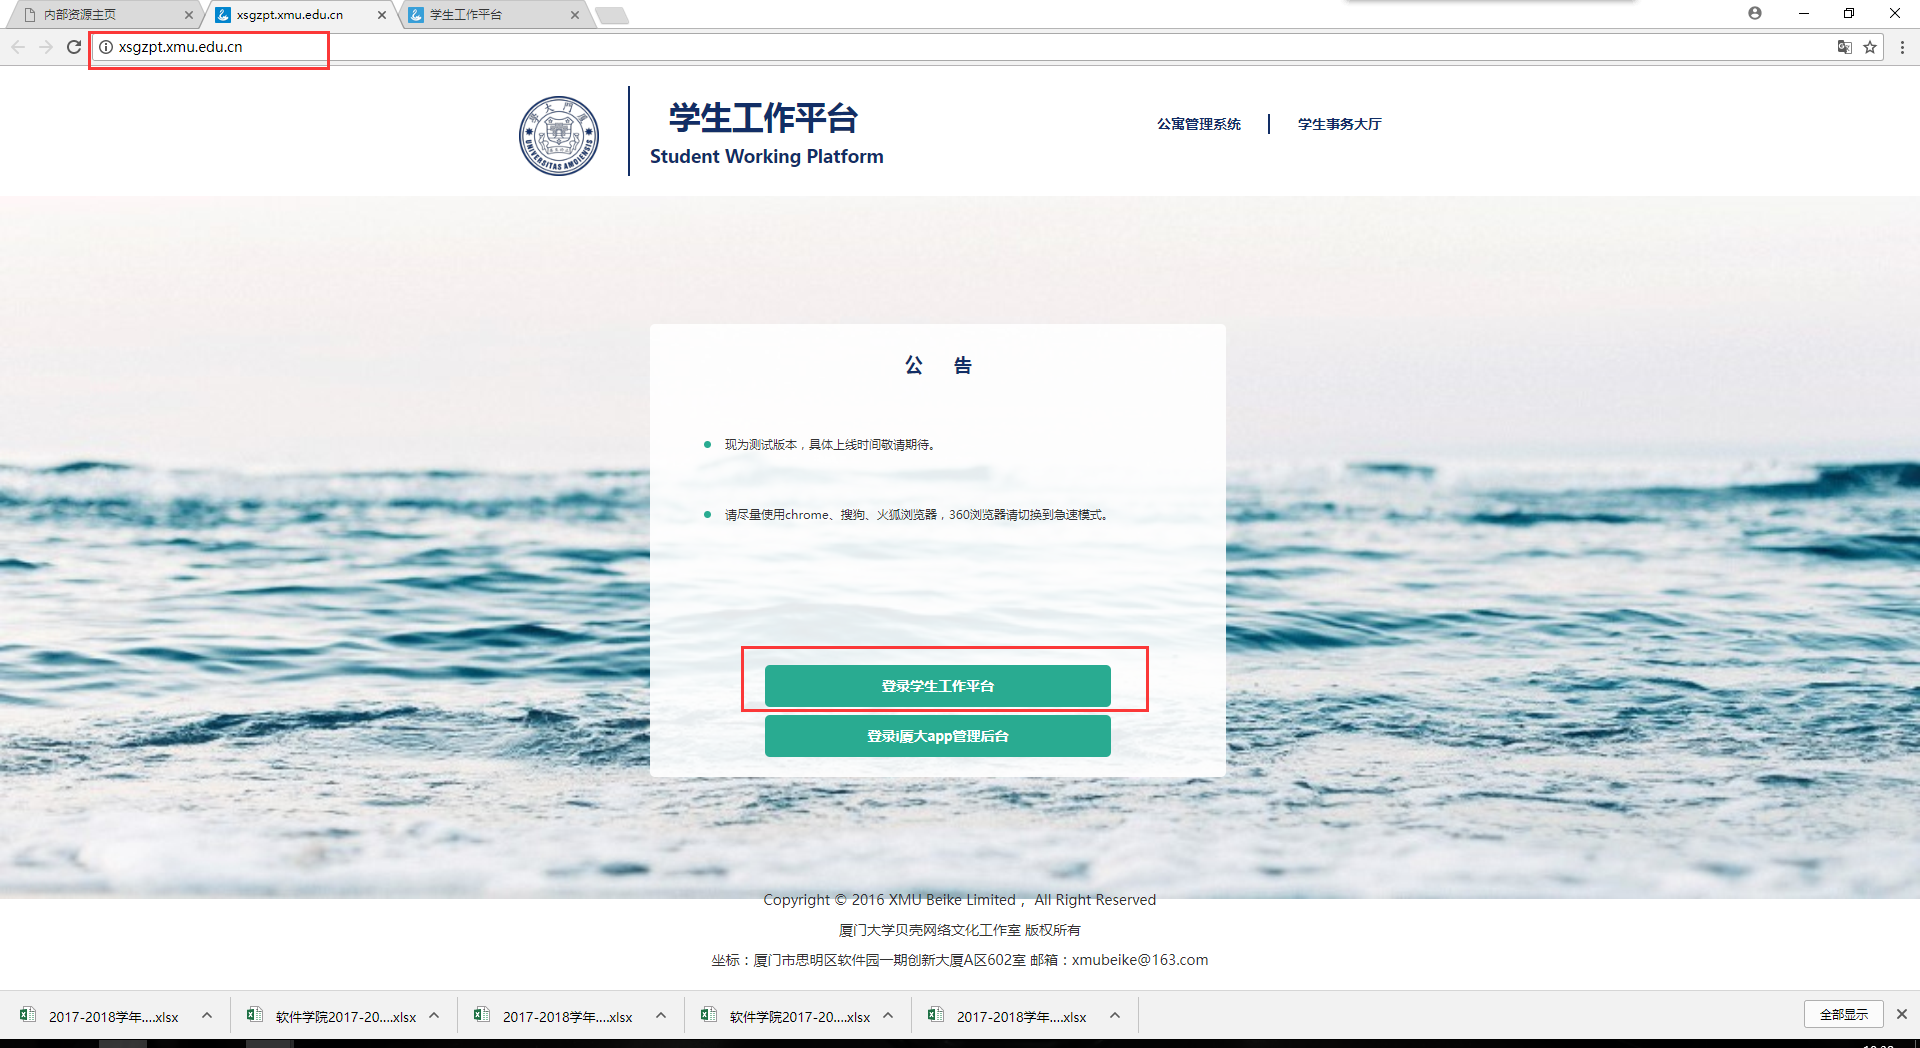 内部资源主页
xsgzpt.xmu.edu.cn
学生工作平台
xsgzpt.xmu.edu.cn
学生工作平台
Student Working Platform
公寓管理系统
学生事务大厅
UNIVERSITAS AMOIENSIS
公 告
现为测试版本，具体上线时间敬请期待。
请尽量使用chrome、搜狗、火狐浏览器，360浏览器请切换到急速模式。
登录学生工作平台
登录i厦大app管理后台
Copyright © 2016 XMU Beike Limited， All Right Reserved
厦门大学贝壳网络文化工作室 版权所有
坐标：厦门市思明区软件园一期创新大厦A区602室 邮箱：xmubeike@163.com
2017-2018学年....xlsx
软件学院2017-20....xlsx
2017-2018学年....xlsx
软件学院2017-20....xlsx
2017-2018学年....xlsx
全部显示